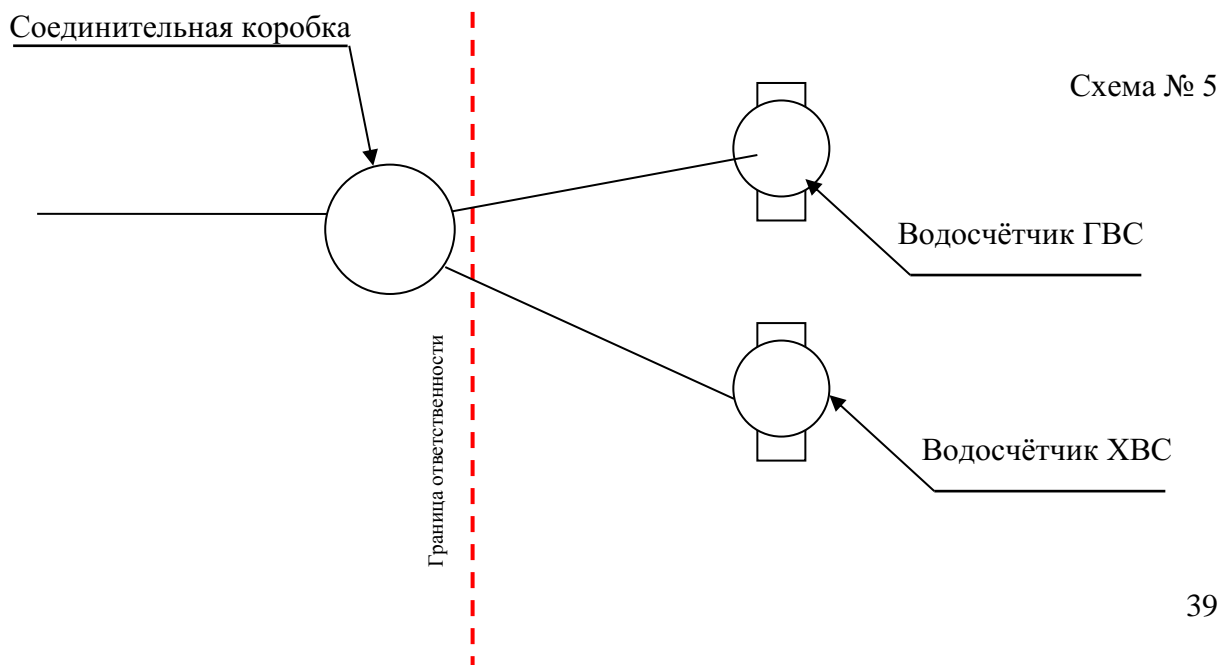 Соединительная коробка
Схема № 5
Водосчётчик ГВС
Граница ответственности
Водосчётчик ХВС
39